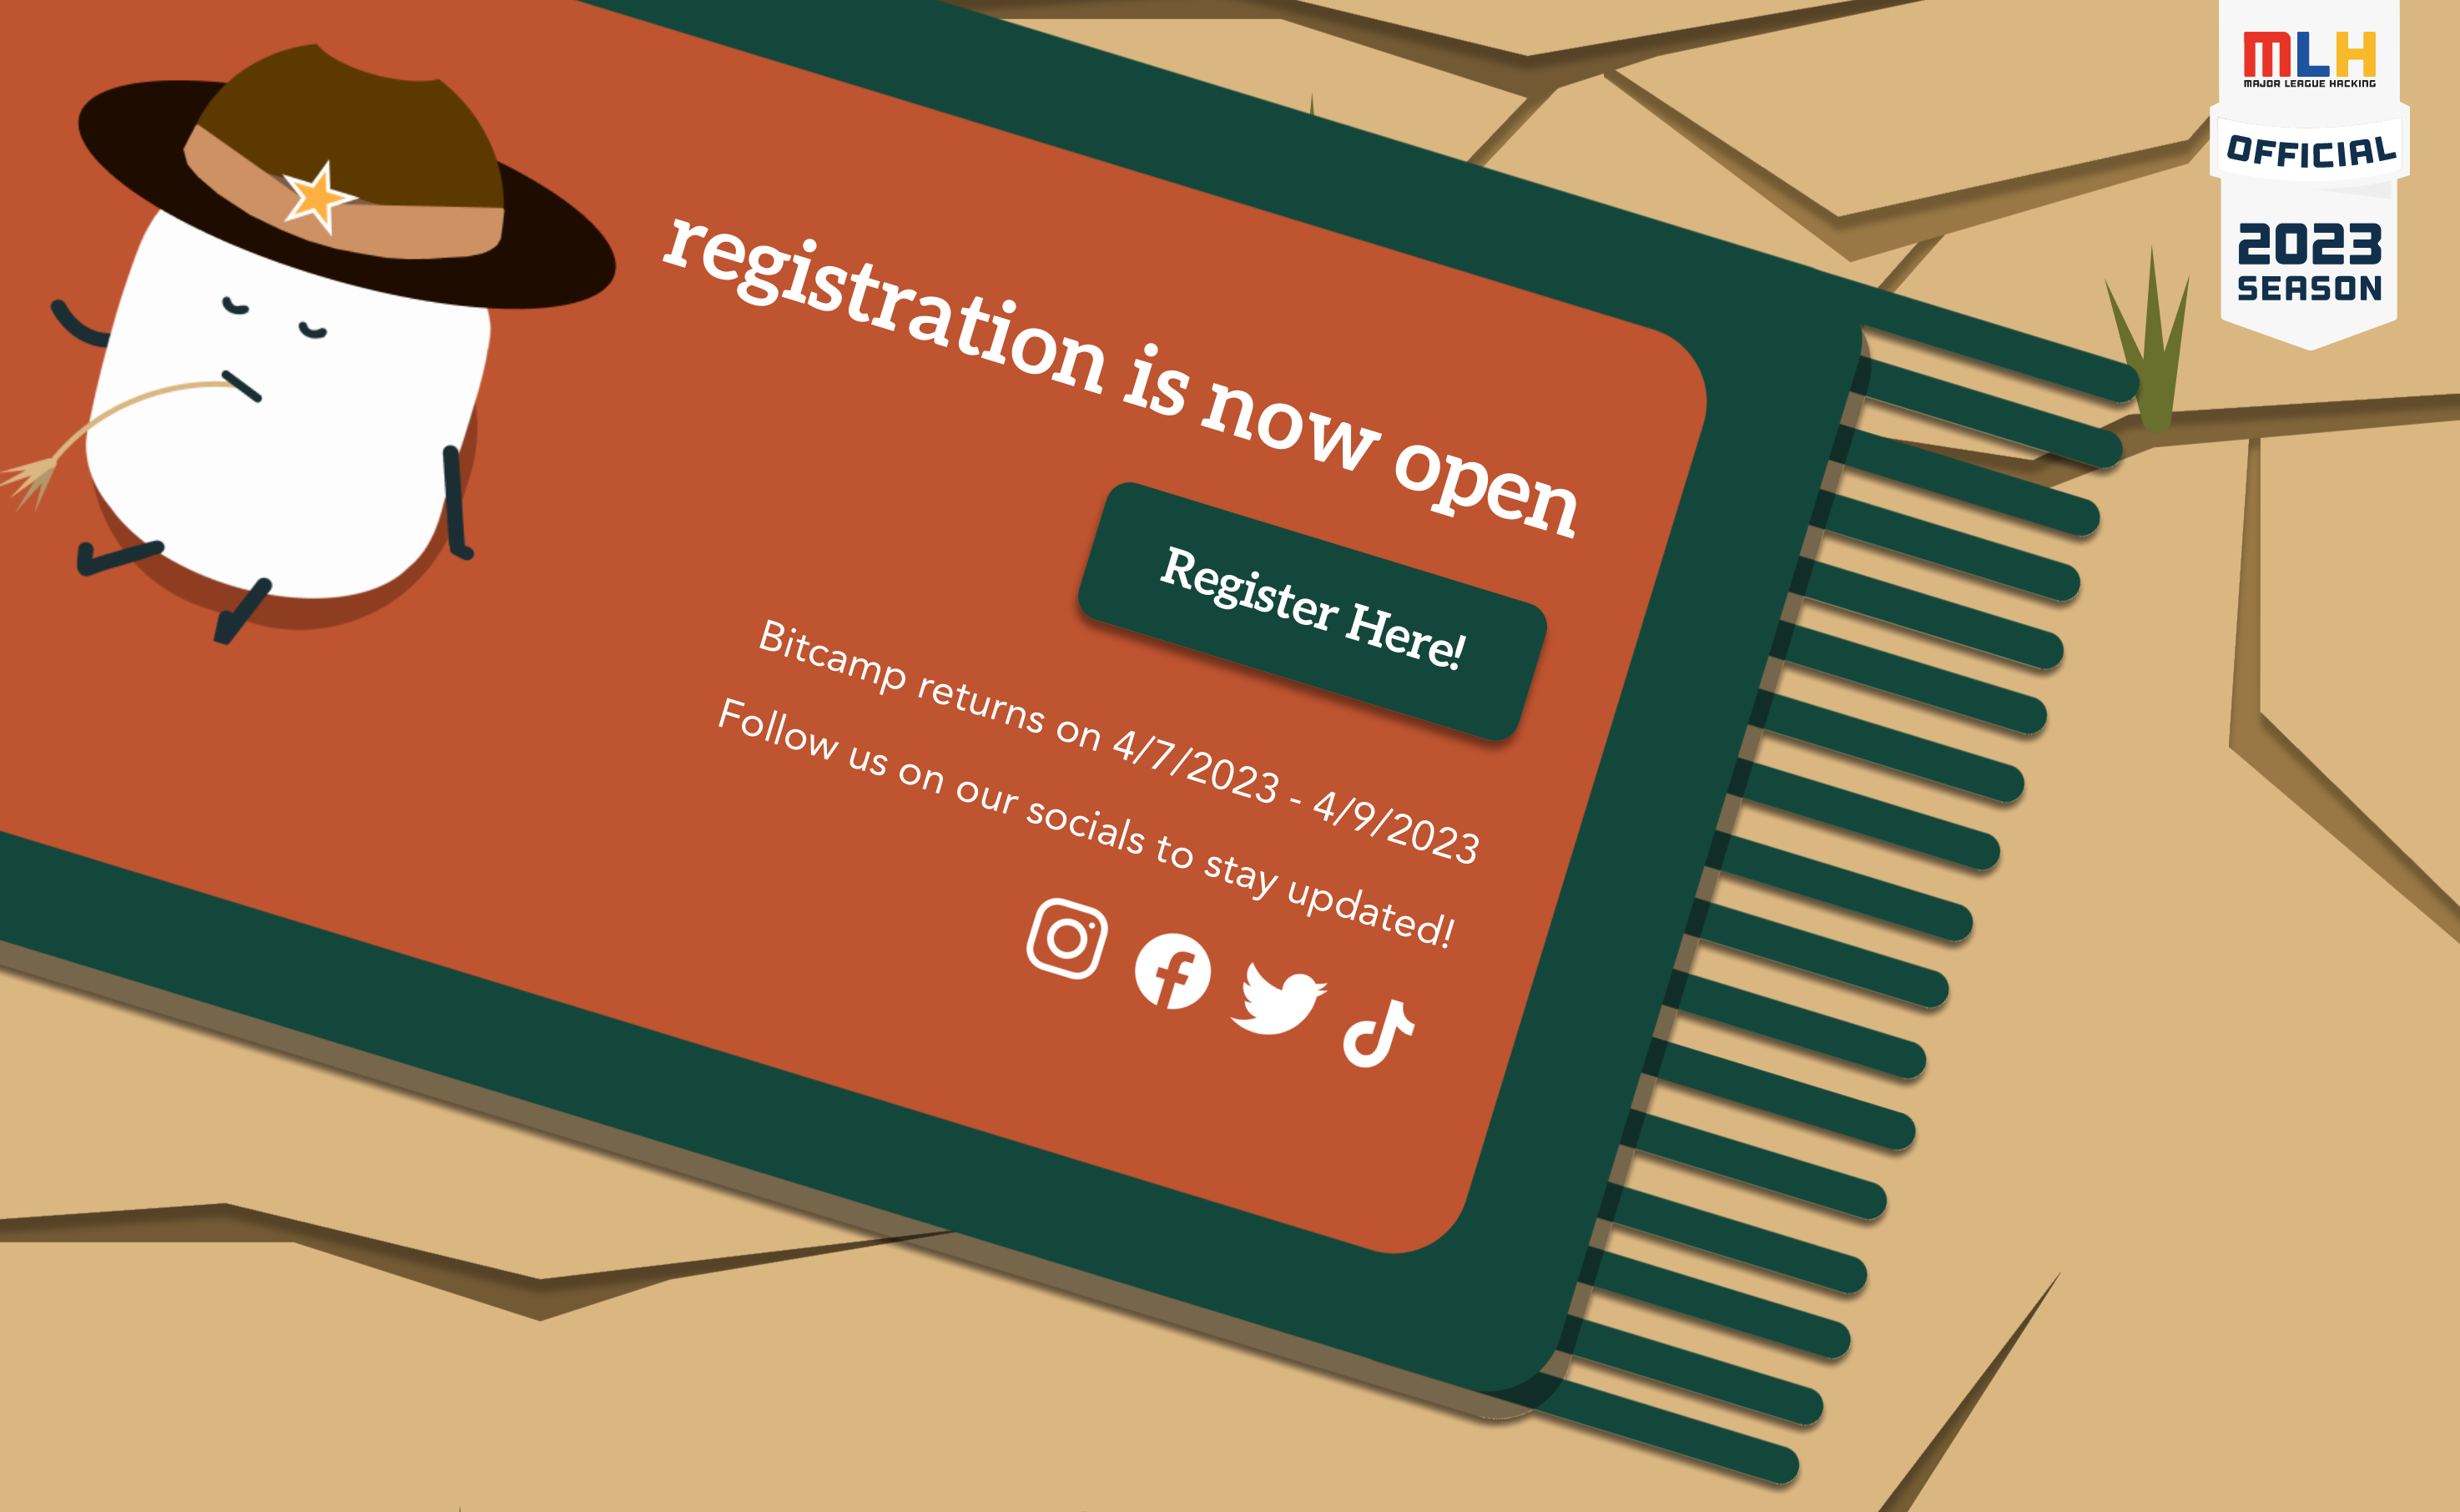 MLH
MAJOR LEAGUE HACKING
OFFICIAL
2023
SEASON
registration is now open
Register Here!
Bitcamp returns on 4/7/2023 - 4/9/2023
Follow us on our socials to stay updated!